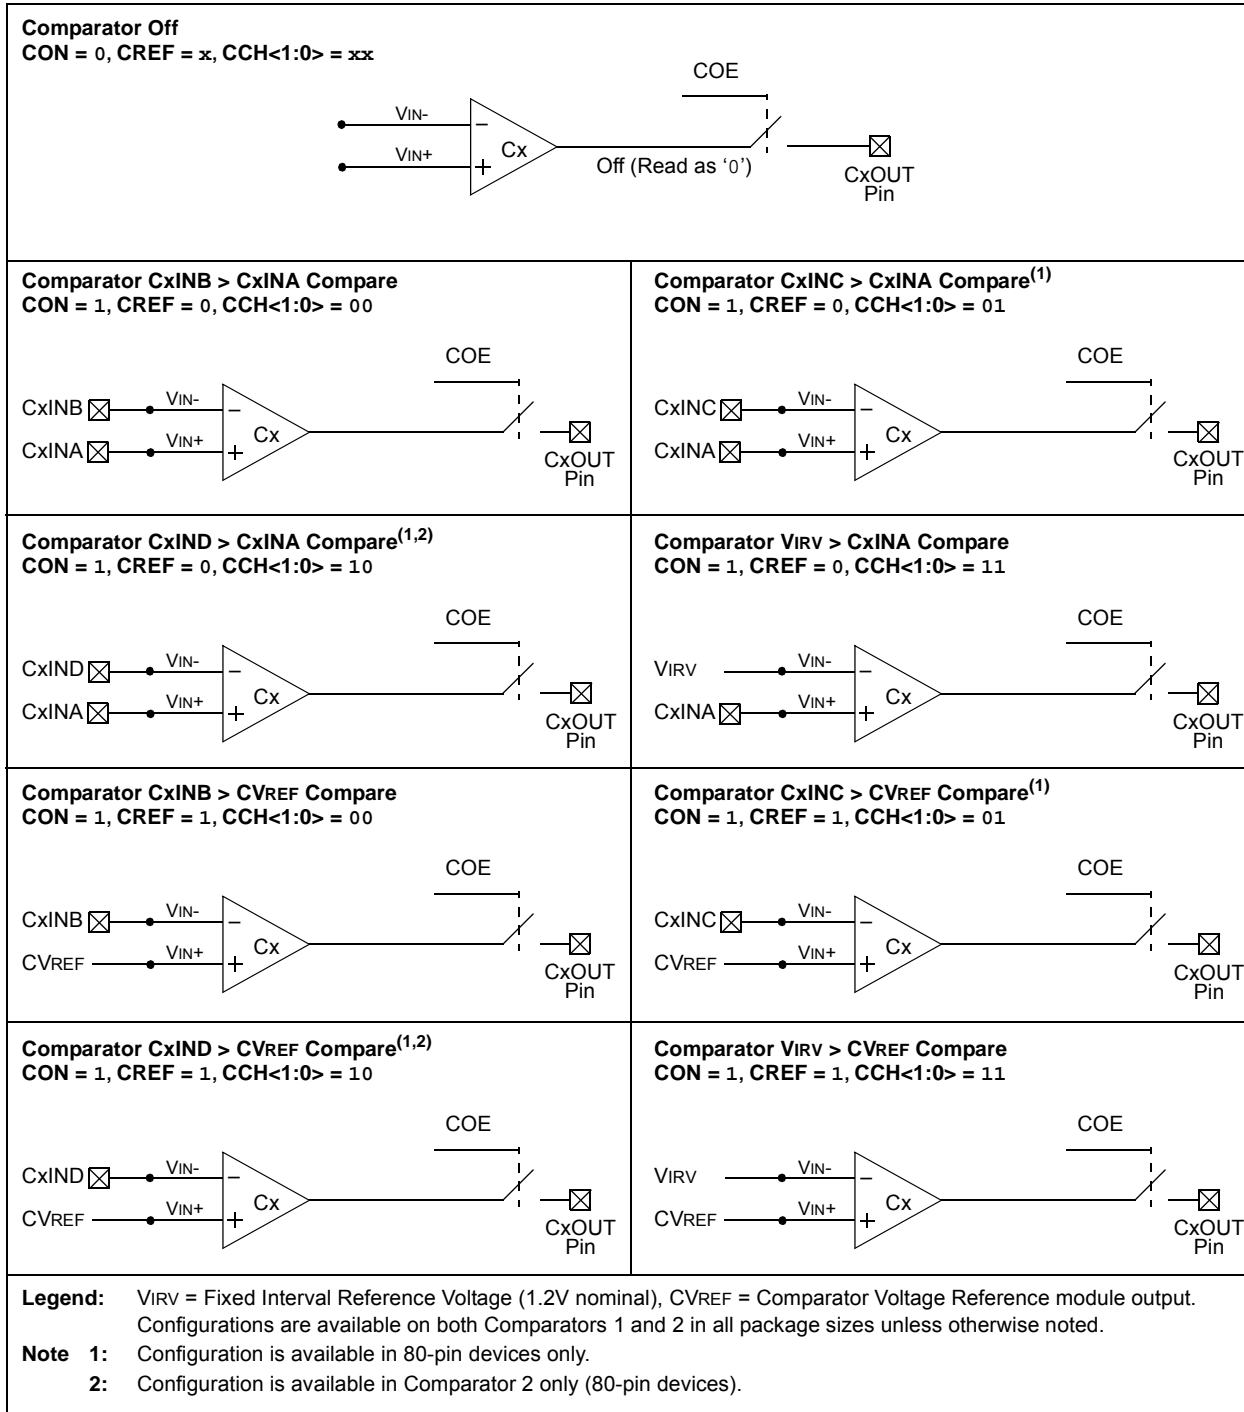 Comparator Off
CON = 0, CREF = x, CCH<1:0> = xx
COE
VIN-
VIN+
–
+
Cx
Off (Read as ‘0’)
CxOUT
Pin
Comparator CxINB > CxINA Compare
CON = 1, CREF = 0, CCH<1:0> = 00
COE
CxINB
VIN-
–
CxINA
VIN+
+
Cx
CxOUT
Pin
Comparator CxINC > CxINA Compare(1)
CON = 1, CREF = 0, CCH<1:0> = 01
COE
CxINC
VIN-
–
CxINA
VIN+
+
Cx
CxOUT
Pin
Comparator CxIND > CxINA Compare(1,2)
CON = 1, CREF = 0, CCH<1:0> = 10
COE
CxIND
VIN-
–
CxINA
VIN+
+
Cx
CxOUT
Pin
Comparator VIRV > CxINA Compare
CON = 1, CREF = 0, CCH<1:0> = 11
COE
VIRV
VIN-
–
CxINA
VIN+
+
Cx
CxOUT
Pin
Comparator CxINB > CVREF Compare
CON = 1, CREF = 1, CCH<1:0> = 00
COE
CxINB
VIN-
–
CVREF
VIN+
+
Cx
CxOUT
Pin
Comparator CxINC > CVREF Compare(1)
CON = 1, CREF = 1, CCH<1:0> = 01
COE
CxINC
VIN-
–
CVREF
VIN+
+
Cx
CxOUT
Pin
Comparator CxIND > CVREF Compare(1,2)
CON = 1, CREF = 1, CCH<1:0> = 10
COE
CxIND
VIN-
–
CVREF
VIN+
+
Cx
CxOUT
Pin
Comparator VIRV > CVREF Compare
CON = 1, CREF = 1, CCH<1:0> = 11
COE
VIRV
VIN-
–
CVREF
VIN+
+
Cx
CxOUT
Pin
Legend: VIRV = Fixed Interval Reference Voltage (1.2V nominal), CVREF = Comparator Voltage Reference module output.
Configurations are available on both Comparators 1 and 2 in all package sizes unless otherwise noted.
Note 1: Configuration is available in 80-pin devices only.
2: Configuration is available in Comparator 2 only (80-pin devices).